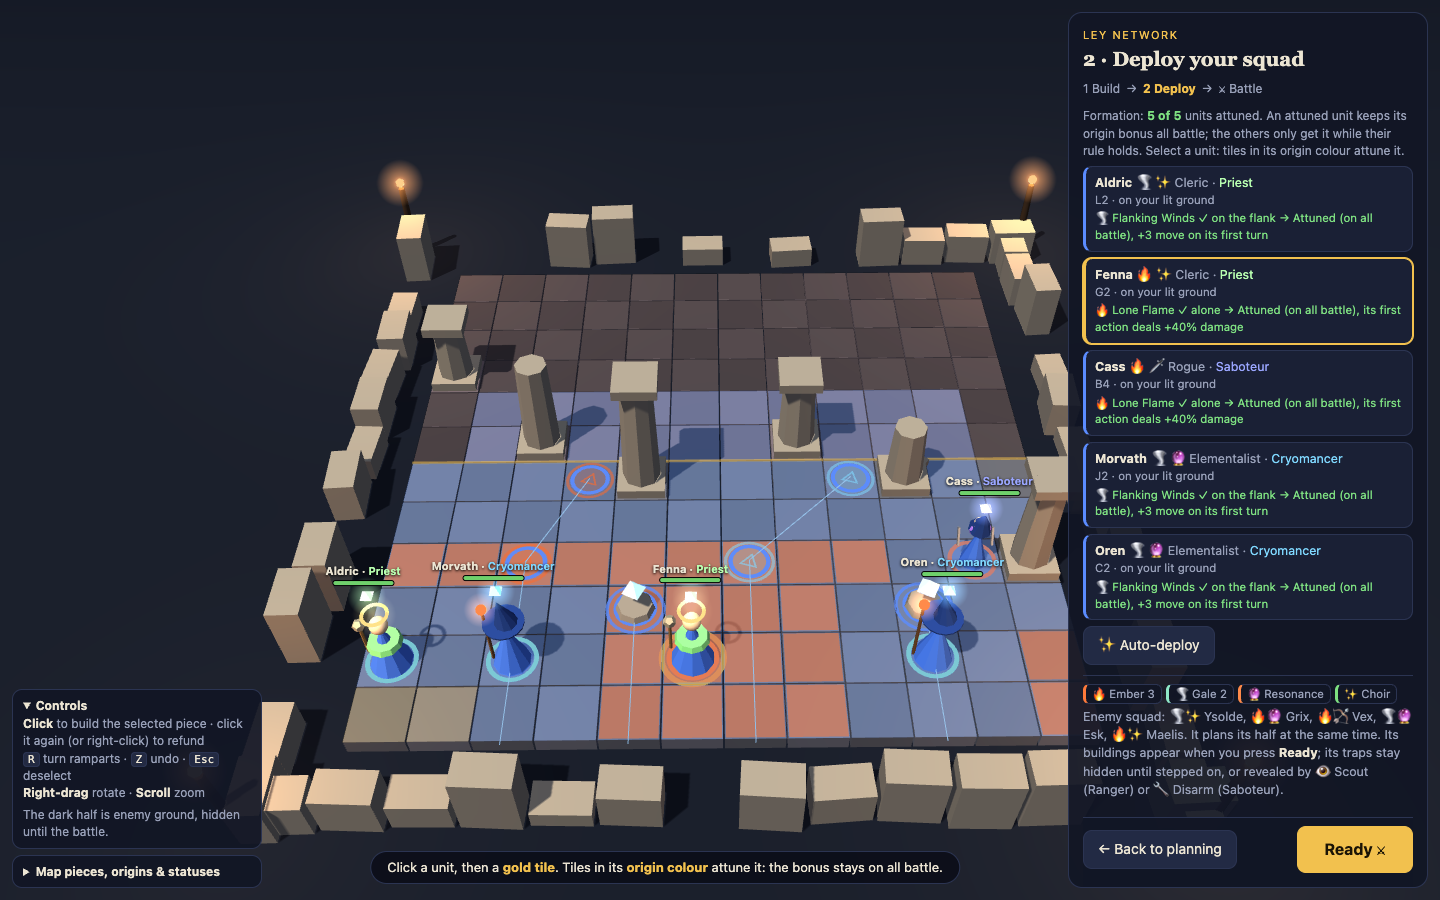 LEY NETWORK
2 · Deploy your squad
1 Build → 2 Deploy → ⚔ Battle
Formation: 5 of 5 units attuned. An attuned unit keeps its
origin bonus all battle; the others only get it while their
rule holds. Select a unit: tiles in its origin colour attune it.
Aldric 🌪️✨ Cleric · Priest
L2 · on your lit ground
🌪️ Flanking Winds ✓ on the flank → Attuned (on all
battle), +3 move on its first turn
Fenna 🔥✨ Cleric · Priest
G2 · on your lit ground
🔥 Lone Flame ✓ alone → Attuned (on all battle), its first
action deals +40% damage
Cass 🔥🗡️ Rogue · Saboteur
B4 · on your lit ground
🔥 Lone Flame ✓ alone → Attuned (on all battle), its first
action deals +40% damage
Morvath 🌪️🔮 Elementalist · Cryomancer
J2 · on your lit ground
🌪️ Flanking Winds ✓ on the flank → Attuned (on all
battle), +3 move on its first turn
Oren 🌪️🔮 Elementalist · Cryomancer
C2 · on your lit ground
🌪️ Flanking Winds ✓ on the flank → Attuned (on all
battle), +3 move on its first turn
✨ Auto-deploy
🔥 Ember 3 🌪️ Gale 2 🔮 Resonance ✨ Choir
Enemy squad: 🌪️✨ Ysolde, 🔥🔮 Grix, 🔥🏹 Vex, 🌪️🔮
Esk, 🔥✨ Maelis. It plans its half at the same time. Its
buildings appear when you press Ready; its traps stay
hidden until stepped on, or revealed by 👁️ Scout
(Ranger) or 🔧 Disarm (Saboteur).
← Back to planning
Ready ⚔
Cass · Saboteur
Aldric · Priest
Morvath · Cryomancer
Fenna · Priest
Oren · Cryomancer
▼ Controls
Click to build the selected piece · click
it again (or right-click) to refund
R turn ramparts · Z undo · Esc
deselect
Right-drag rotate · Scroll zoom
The dark half is enemy ground, hidden
until the battle.
▶ Map pieces, origins & statuses
Click a unit, then a gold tile. Tiles in its origin colour attune it: the bonus stays on all battle.